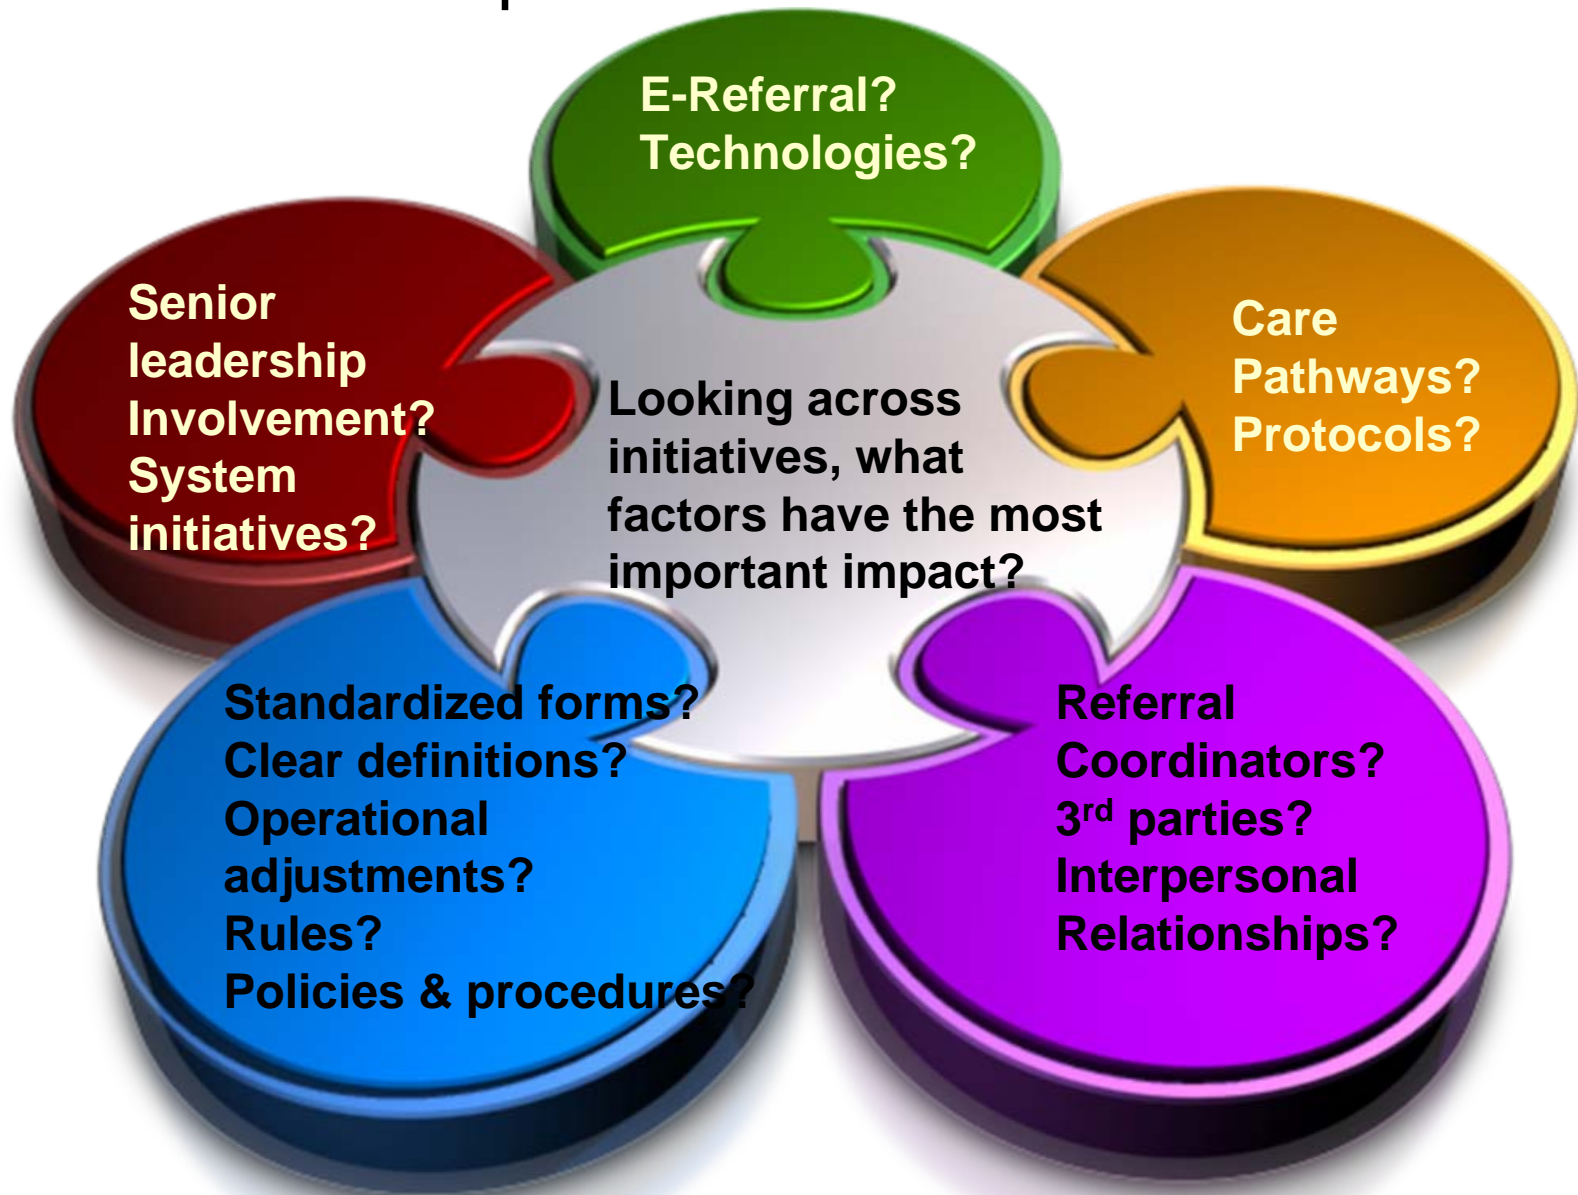 E-Referral?
Technologies?
Senior
leadership
Involvement?
System
initiatives?
Care
Pathways?
Protocols?
Looking across
initiatives, what
factors have the most
important impact?
Standardized forms?
Clear definitions?
Operational
adjustments?
Rules?
Policies & procedures?
Referral
Coordinators?
3rd parties?
Interpersonal
Relationships?